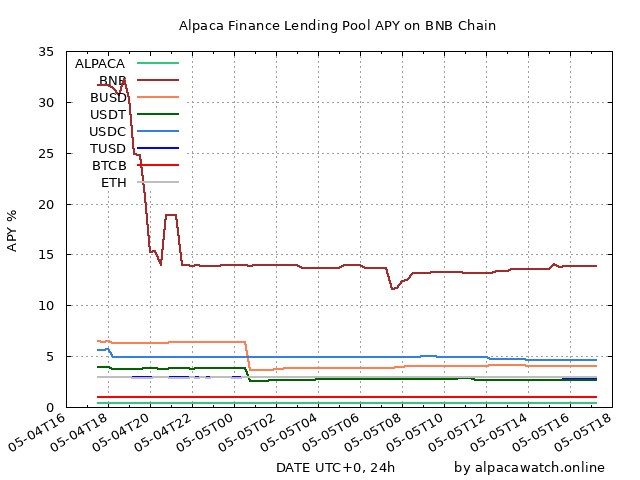 Alpaca Finance Lending Pool APY on BNB Chain
APY %
35
30
25
20
15
10
5
0
ALPACA
BNB
BUSD
USDT
USDC
TUSD
BTCB
ETH
05-04T16
05-04T18
05-04T20
05-04T22
05-05T00
05-05T02
05-05T04
05-05T06
05-05T08
05-05T10
05-05T12
05-05T14
05-05T16
05-05T18
DATE UTC+0, 24h
by alpacawatch.online